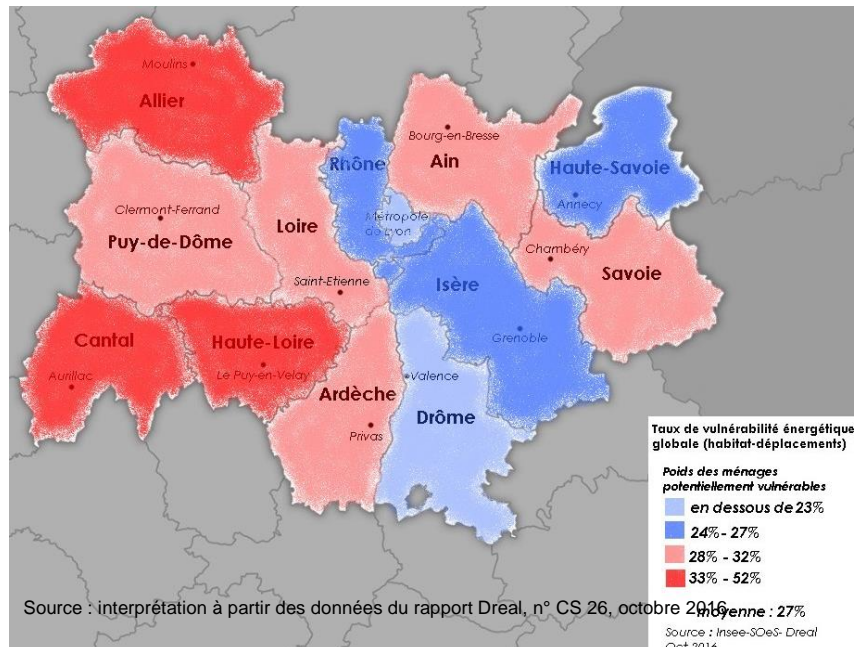 Moulins
Allier
Bourg-en-Bresse
Rhône
Ain
Haute-Savoie
Annecy
Clermont-Ferrand
Puy-de-Dôme
Loire
Métropole
de Lyon
Chambéry
Savoie
Saint-Etienne
Isère
Cantal
Haute-Loire
Grenoble
Aurillac
Le Puy-en-Velay
Valence
Ardèche
Drôme
Privas
Taux de vulnérabilité énergétique
globale (habitat-déplacements)
Poids des ménages
potentiellement vulnérables
en dessous de 23%
24%- 27%
28% - 32%
33% - 52%
Source : interprétation à partir des données du rapport Dreal, n° CS 26, octobre 2016
moyenne : 27%
Source : Insee-SOeS- Dreal
Oct 2016